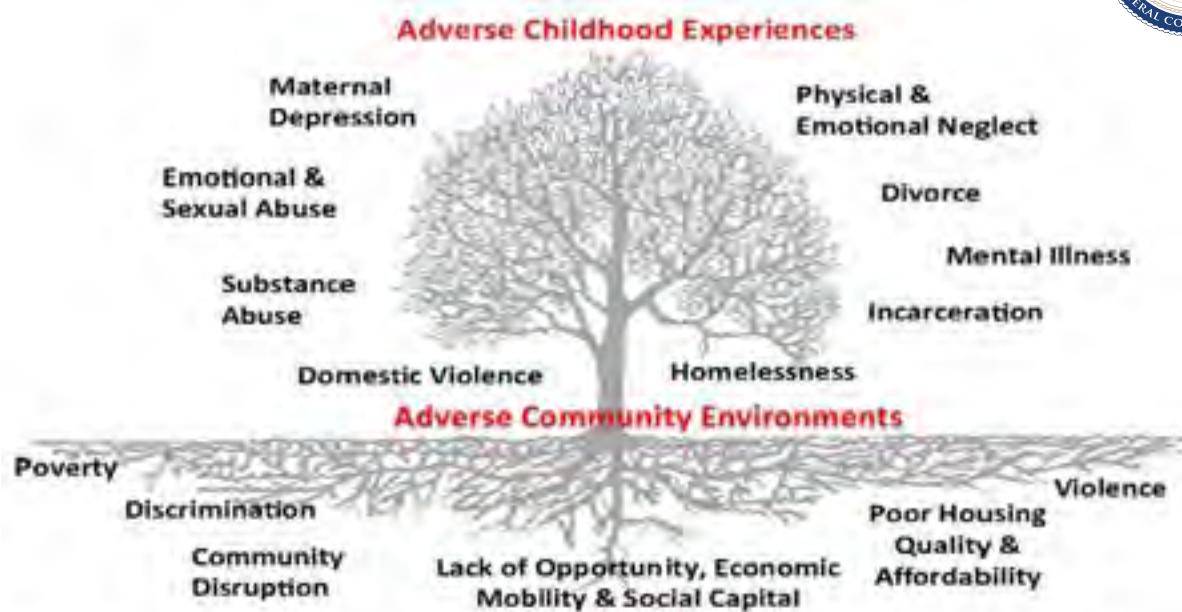 Adverse Childhood Experiences
Maternal
Depression
Physical &
Emotional Neglect
Emotional &
Sexual Abuse
Divorce
Mental Illness
Substance
Abuse
Incarceration
Domestic Violence
Homelessness
Adverse Community Environments
Poverty
Violence
Discrimination
Poor Housing
Quality &
Affordability
Community
Disruption
Lack of Opportunity, Economic
Mobility & Social Capital